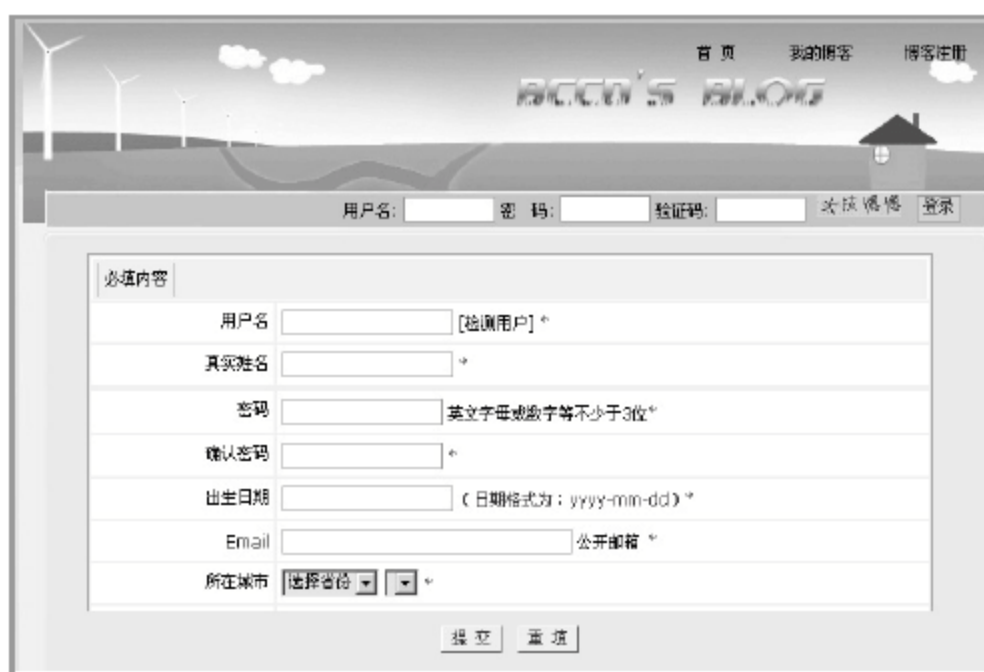 首 页 我的博客 博客注册
BCCD'S BLOG
用户名: 密 码: 验证码: 登录
必填内容
用户名 [检测用户] *
真实姓名 *
密码 英文字母或数字等不少于3位*
确认密码 *
出生日期 (日期格式为:yyyy-mm-dd) *
Email 公开邮箱 *
所在城市 选择省份 *
提 交 重 填